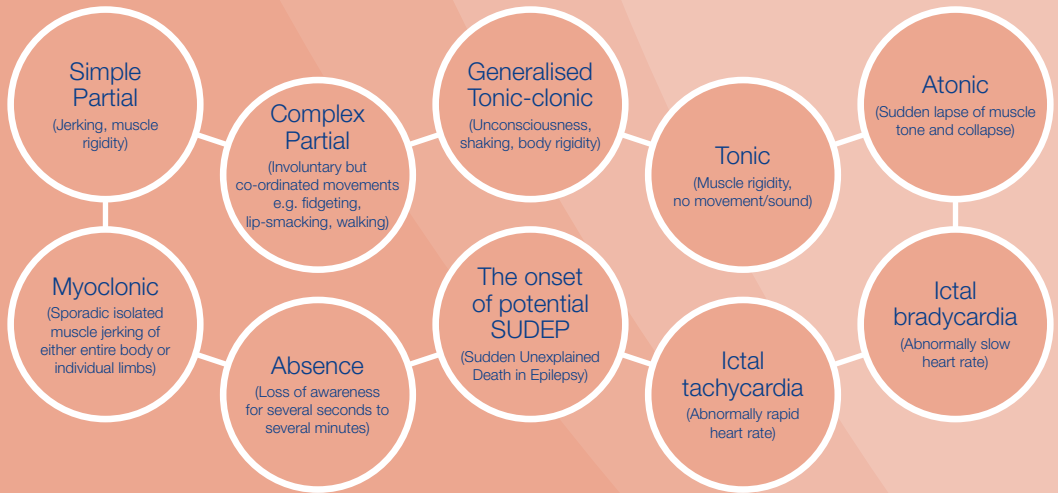 Simple
Partial
(Jerking, muscle
rigidity)
Complex
Partial
(Involuntary but
co-ordinated movements
e.g. fidgeting,
lip-smacking, walking)
Generalised
Tonic-clonic
(Unconsciousness,
shaking, body rigidity)
Tonic
(Muscle rigidity,
no movement/sound)
Atonic
(Sudden lapse of muscle
tone and collapse)
Myoclonic
(Sporadic isolated
muscle jerking of
either entire body or
individual limbs)
Absence
(Loss of awareness
for several seconds to
several minutes)
The onset
of potential
SUDEP
(Sudden Unexplained
Death in Epilepsy)
Ictal
tachycardia
(Abnormally rapid
heart rate)
Ictal
bradycardia
(Abnormally slow
heart rate)